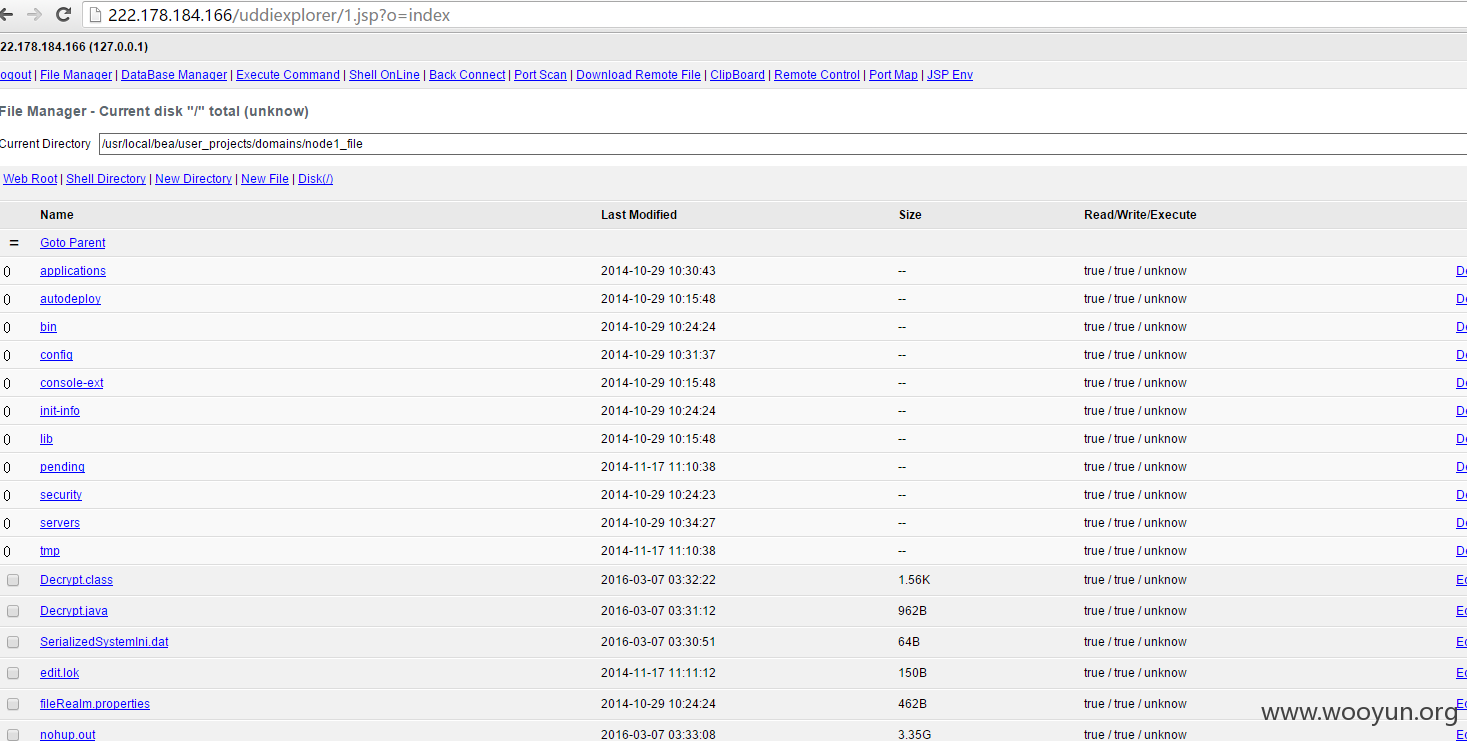 222.178.184.166/uddiexplorer/1.jsp?o=index
22.178.184.166 (127.0.0.1)
ogout | File Manager | DataBase Manager | Execute Command | Shell OnLine | Back Connect | Port Scan | Download Remote File | ClipBoard | Remote Control | Port Map | JSP Env
File Manager - Current disk "/" total (unknow)
Current Directory /usr/local/bea/user_projects/domains/node1_file
Web Root | Shell Directory | New Directory | New File | Disk(/)
Name Last Modified Size Read/Write/Execute
= Goto Parent
0 applications 2014-10-29 10:30:43 -- true / true / unknow De
0 autodeploy 2014-10-29 10:15:48 -- true / true / unknow De
0 bin 2014-10-29 10:24:24 -- true / true / unknow De
0 config 2014-10-29 10:31:37 -- true / true / unknow De
0 console-ext 2014-10-29 10:15:48 -- true / true / unknow De
0 init-info 2014-10-29 10:24:24 -- true / true / unknow De
0 lib 2014-10-29 10:15:48 -- true / true / unknow De
0 pending 2014-11-17 11:10:38 -- true / true / unknow De
0 security 2014-10-29 10:24:23 -- true / true / unknow De
0 servers 2014-10-29 10:34:27 -- true / true / unknow De
0 tmp 2014-11-17 11:10:38 -- true / true / unknow De
Decrypt.class 2016-03-07 03:32:22 1.56K true / true / unknow Ed
Decrypt.java 2016-03-07 03:31:12 962B true / true / unknow Ed
SerializedSystemIni.dat 2016-03-07 03:30:51 64B true / true / unknow Ed
edit.lok 2014-11-17 11:11:12 150B true / true / unknow Ed
fileRealm.properties 2014-10-29 10:24:24 462B true / true / unknow Ed
www.wooyun.org
nohup.out 2016-03-07 03:33:08 3.35G true / true / unknow Ed